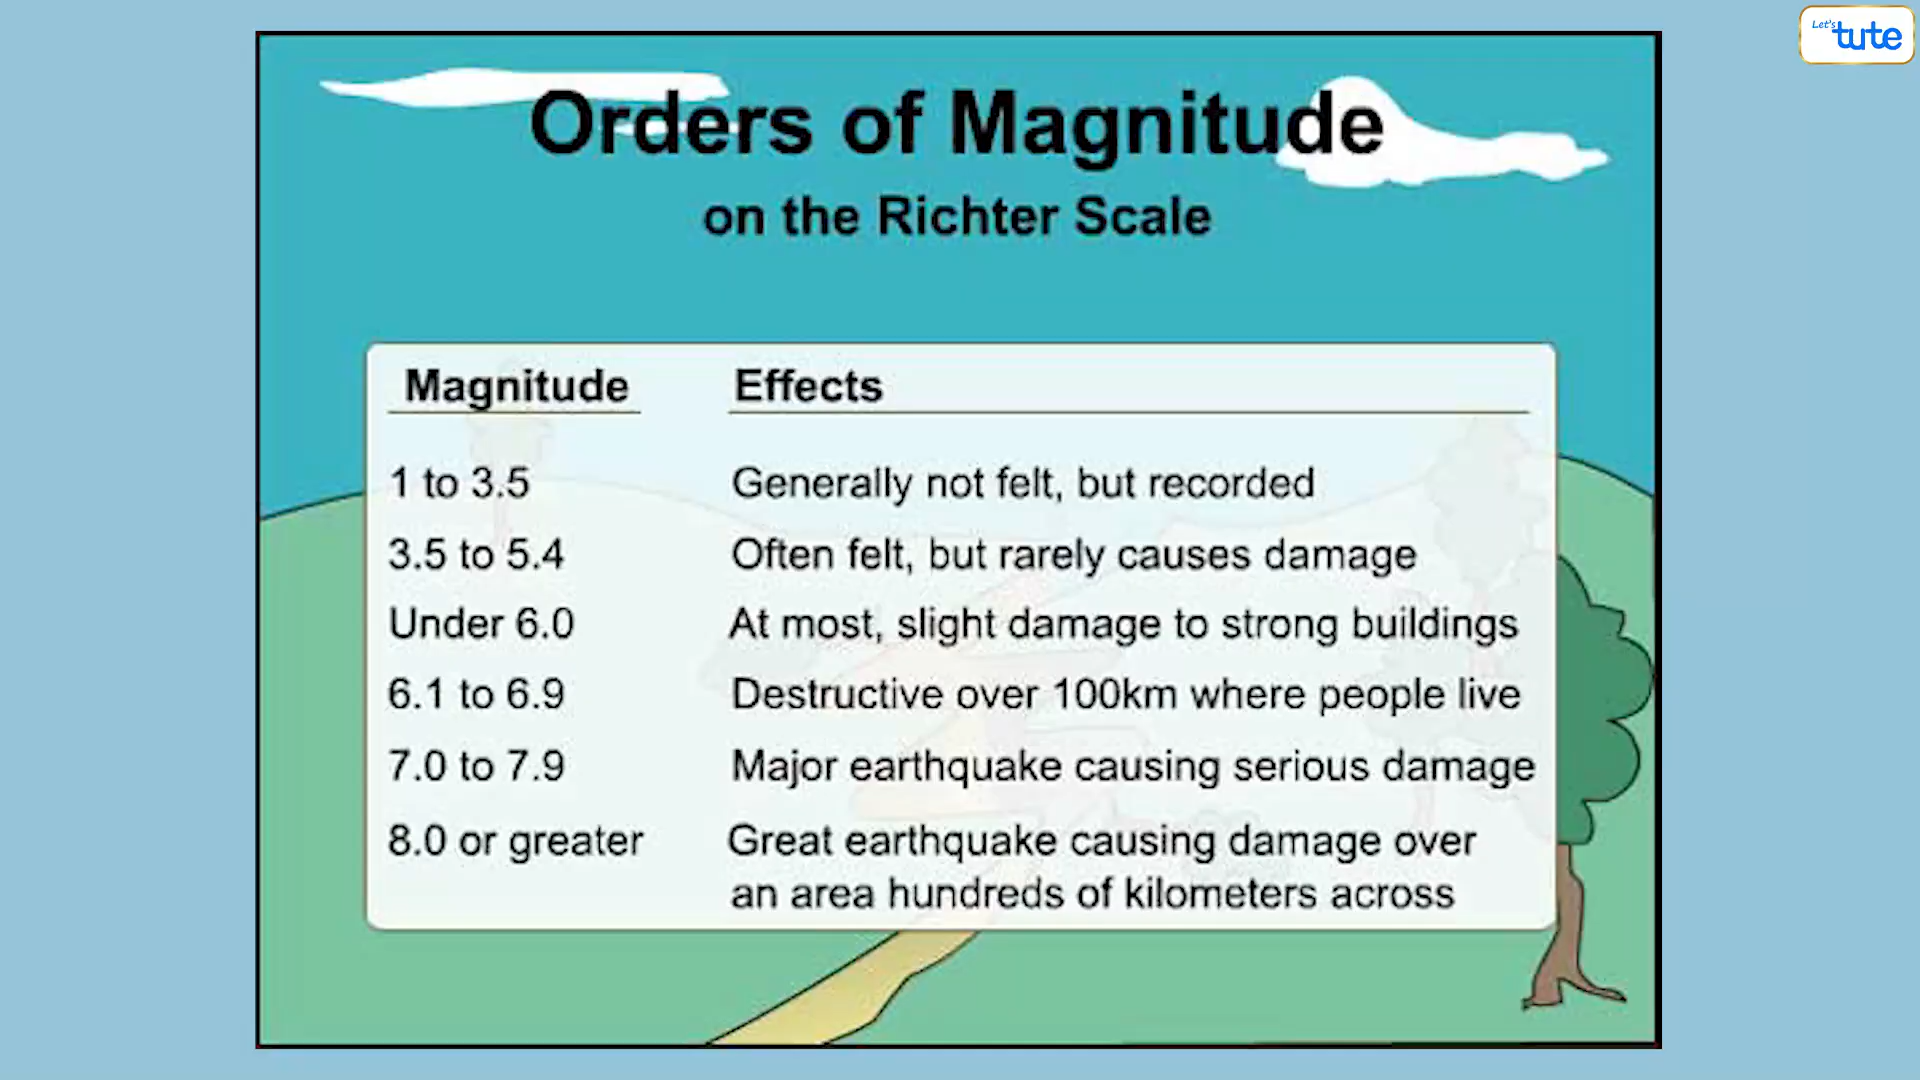 Let's
tute
Orders of Magnitude
on the Richter Scale
Magnitude Effects
1 to 3.5 Generally not felt, but recorded
3.5 to 5.4 Often felt, but rarely causes damage
Under 6.0 At most, slight damage to strong buildings
6.1 to 6.9 Destructive over 100km where people live
7.0 to 7.9 Major earthquake causing serious damage
8.0 or greater Great earthquake causing damage over
an area hundreds of kilometers across